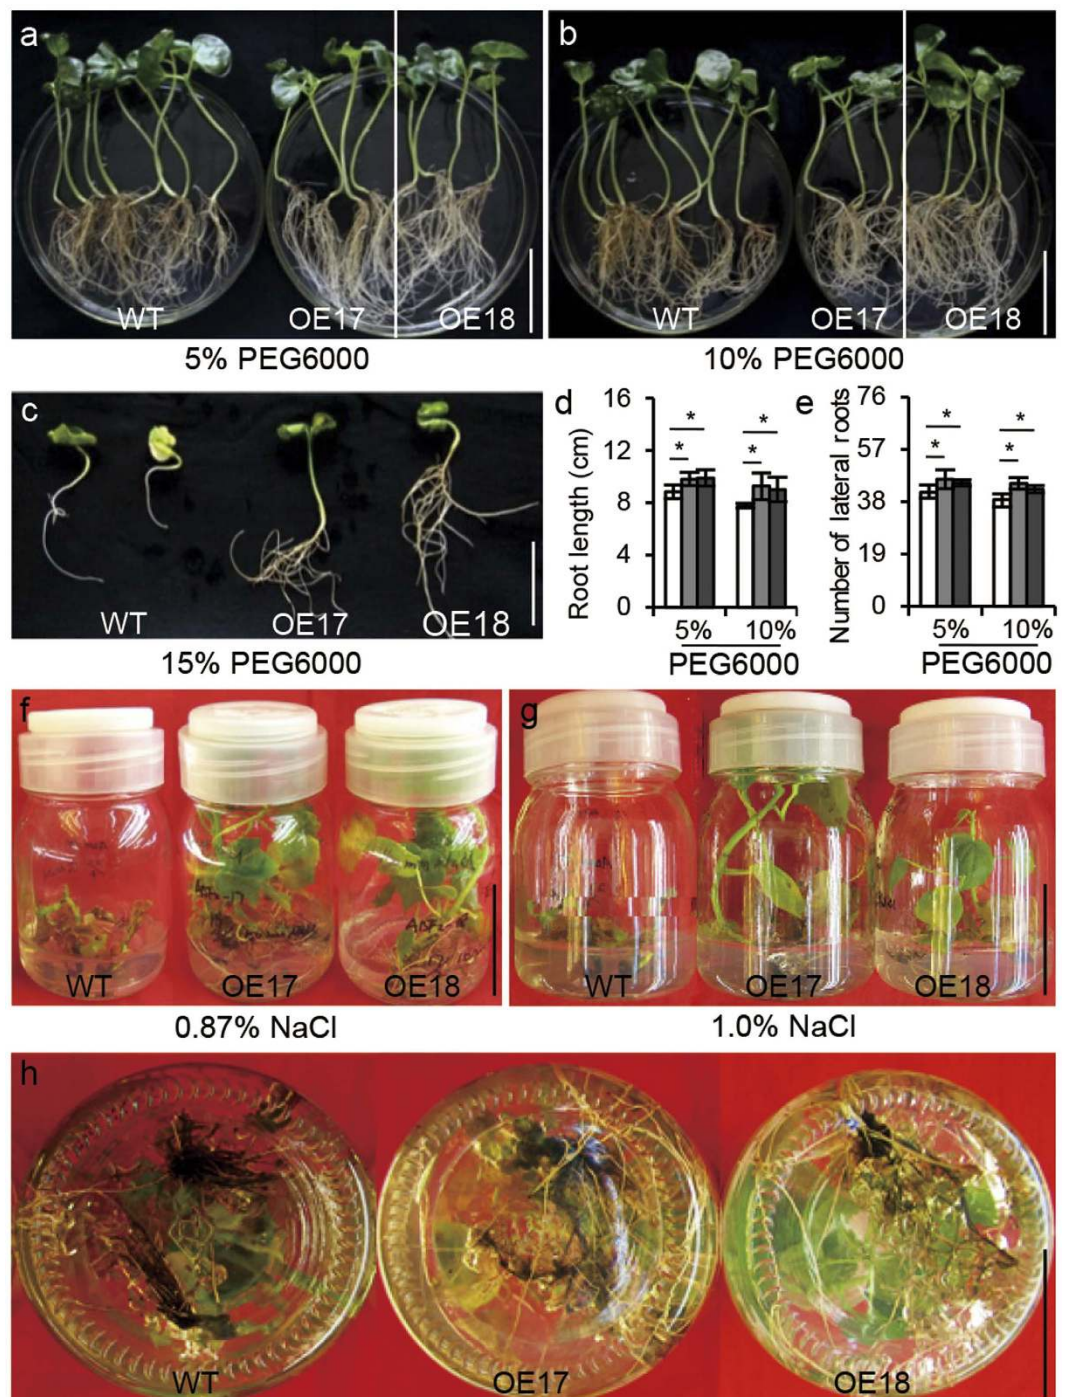 a
WT OE17 OE18
5% PEG6000
b
WT OE17 OE18
10% PEG6000
c
WT OE17 OE18
15% PEG6000
d
Root length (cm)
16
12
8
4
0
* * * *
5% 10%
PEG6000
e
Number of lateral roots
76
57
38
19
0
* * * *
5% 10%
PEG6000
f
WT OE17 OE18
0.87% NaCl
g
WT OE17 OE18
1.0% NaCl
h
WT OE17 OE18